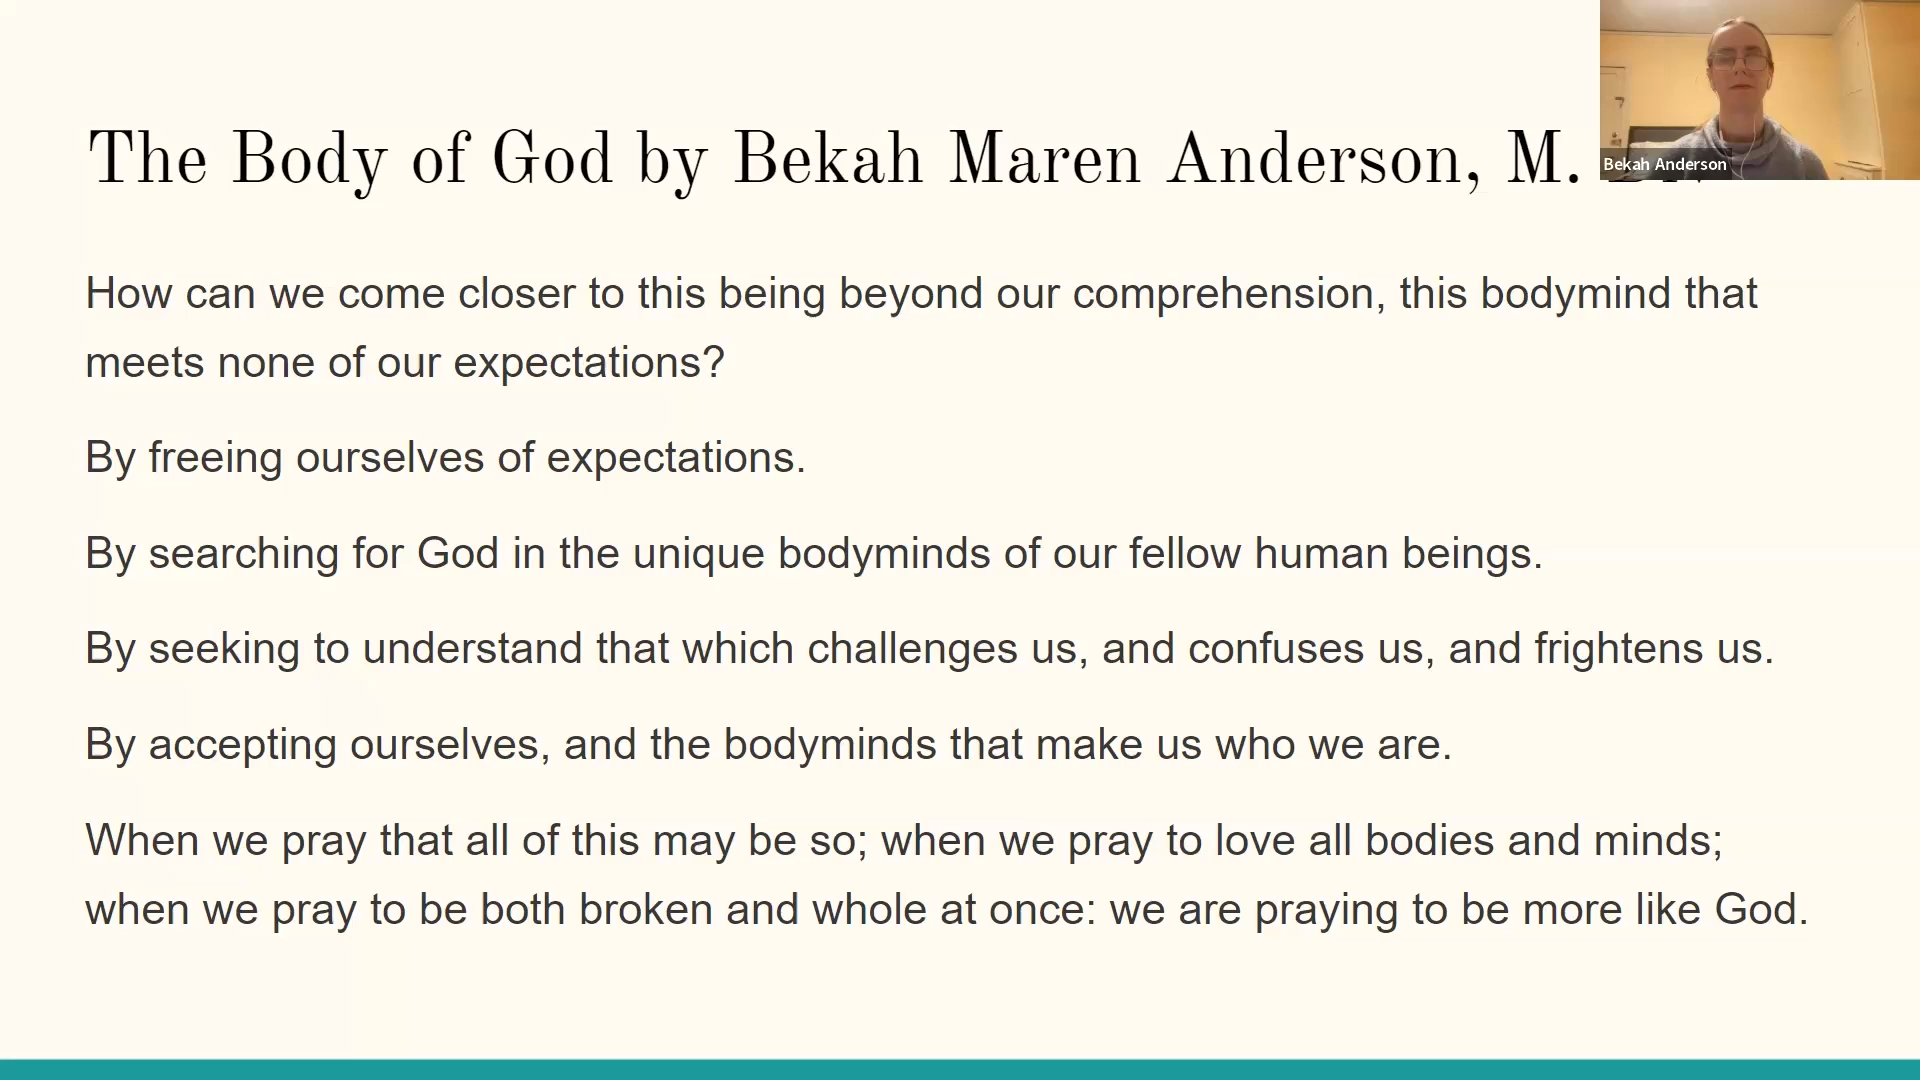 The Body of God by Bekah Maren Anderson, M.
Bekah Anderson
How can we come closer to this being beyond our comprehension, this bodymind that
meets none of our expectations?
By freeing ourselves of expectations.
By searching for God in the unique bodyminds of our fellow human beings.
By seeking to understand that which challenges us, and confuses us, and frightens us.
By accepting ourselves, and the bodyminds that make us who we are.
When we pray that all of this may be so; when we pray to love all bodies and minds;
when we pray to be both broken and whole at once: we are praying to be more like God.